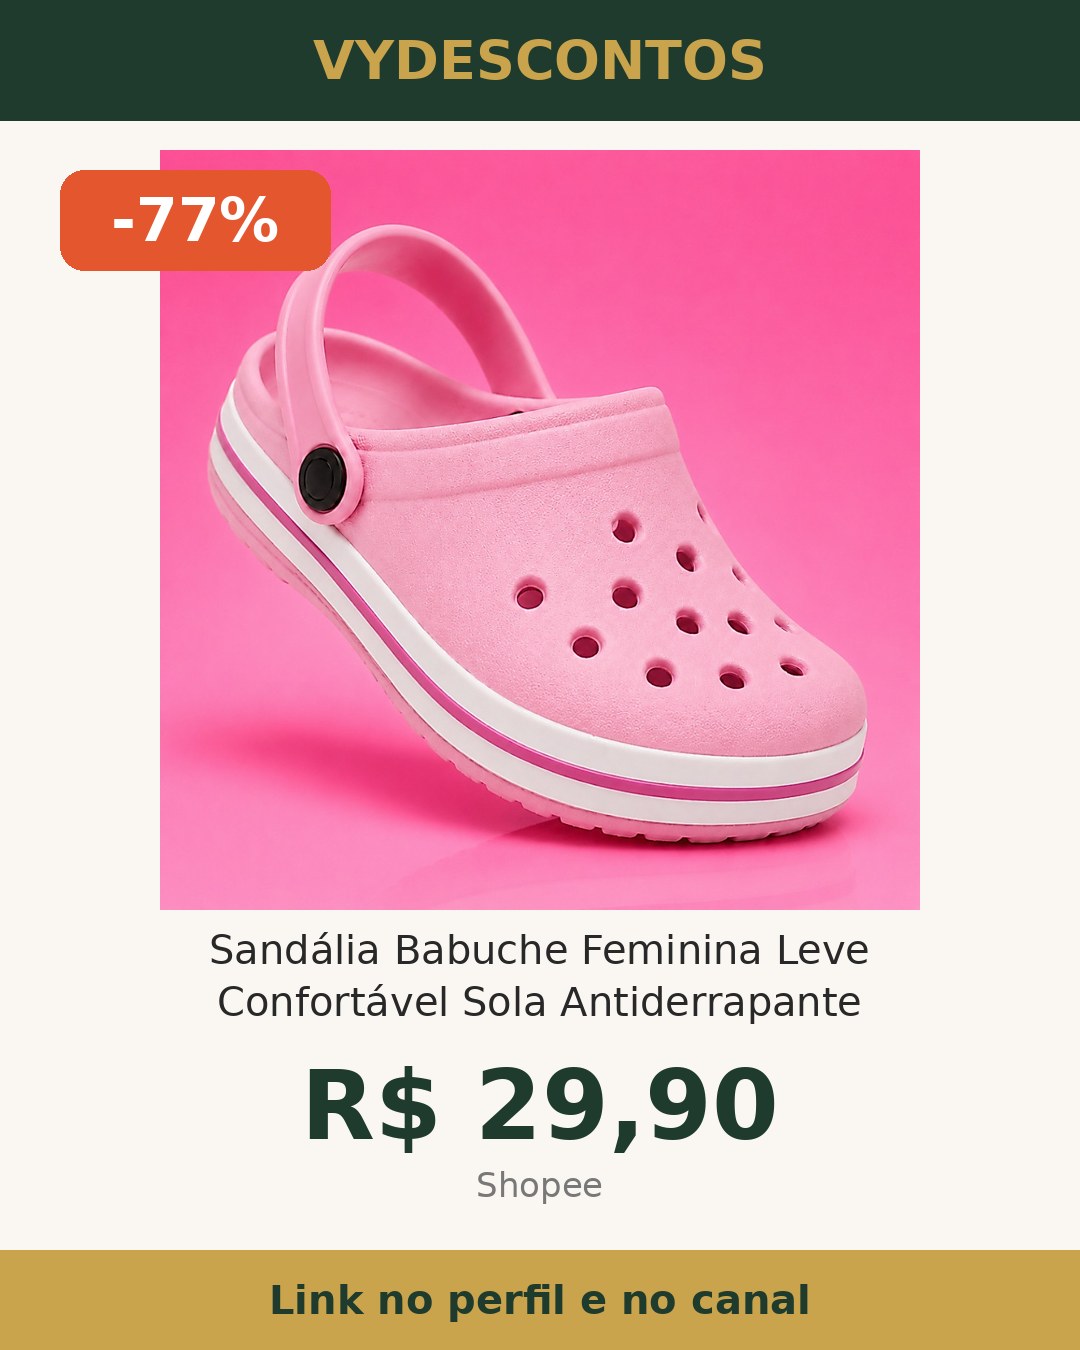 VYDESCONTOS
-77%
Sandália Babuche Feminina Leve
Confortável Sola Antiderrapante
R$ 29,90
Shopee
Link no perfil e no canal